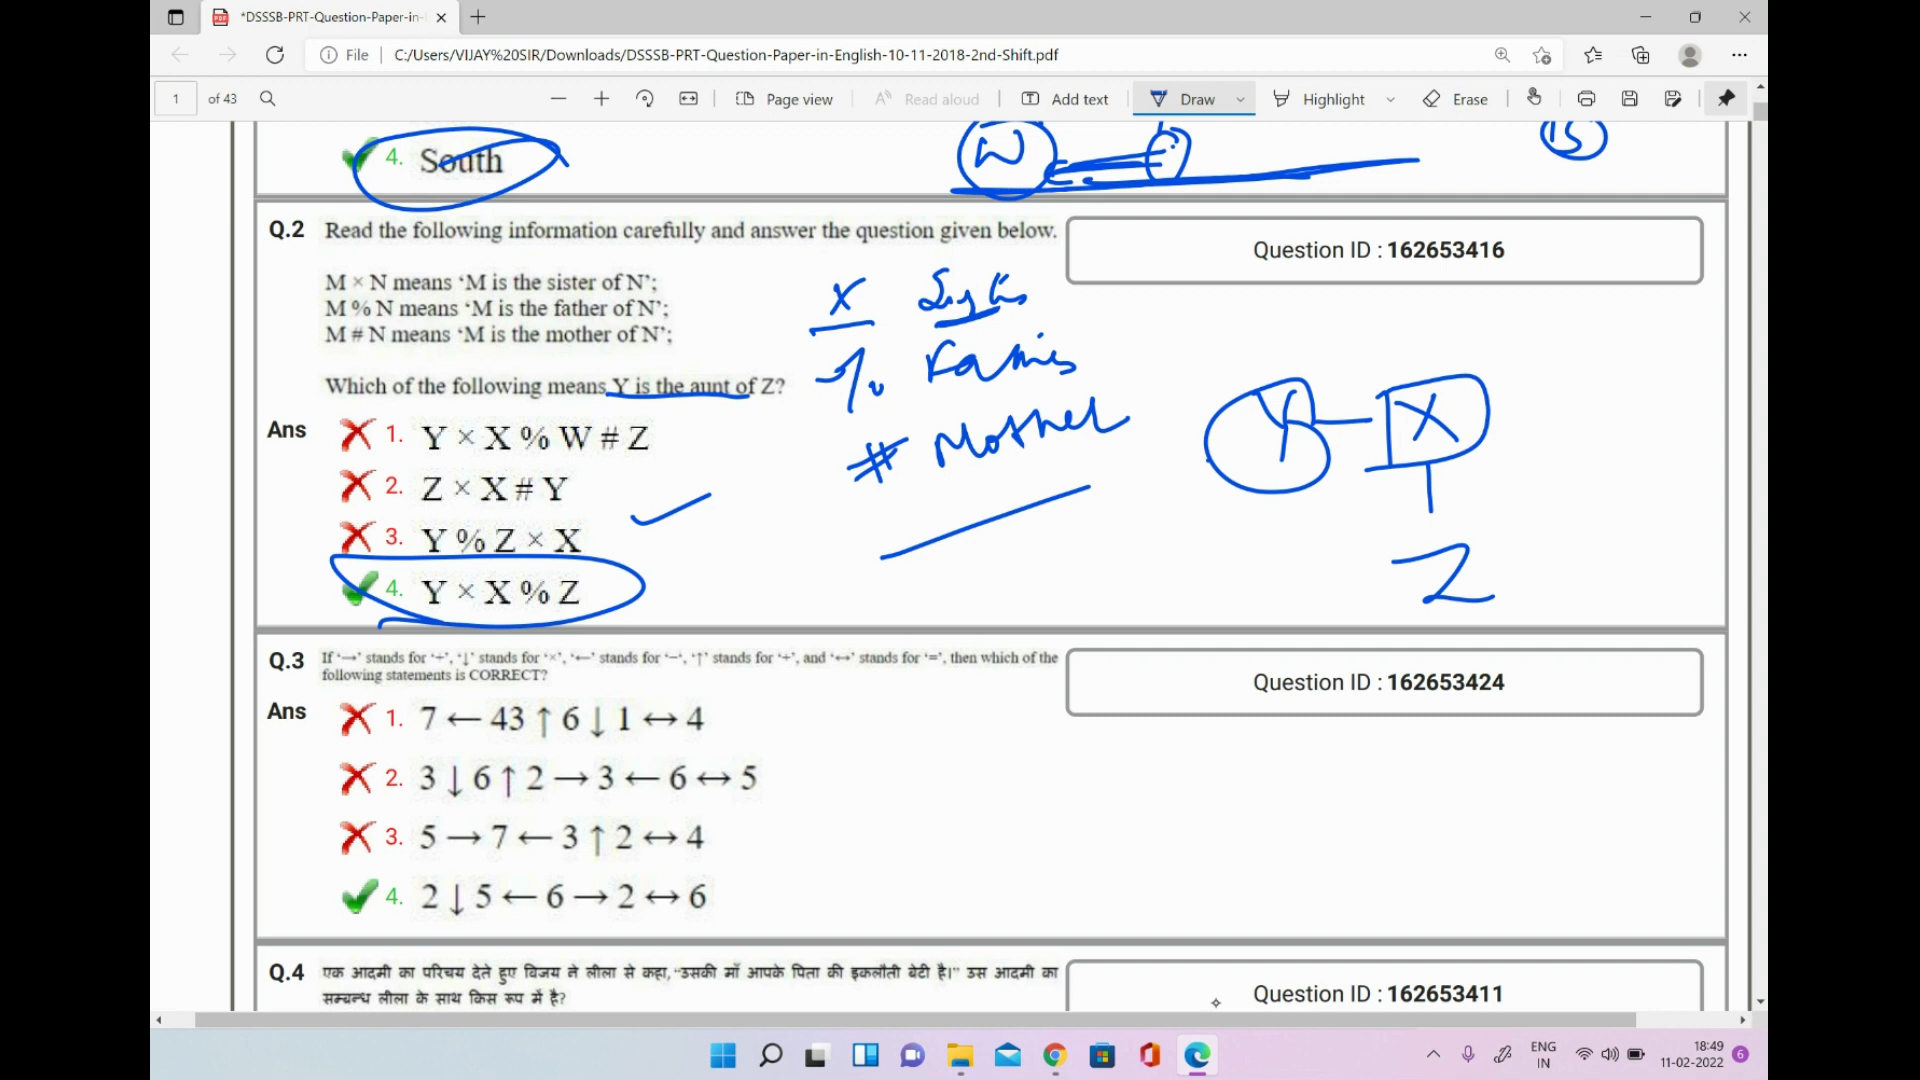 *DSSSB-PRT-Question-Paper-in-
File C:/Users/VIJAY%20SIR/Downloads/DSSSB-PRT-Question-Paper-in-English-10-11-2018-2nd-Shift.pdf
1 of 43 Page view Read aloud Add text Draw Highlight Erase
4. South
Q.2 Read the following information carefully and answer the question given below.
Question ID : 162653416
M × N means ‘M is the sister of N’;
M % N means ‘M is the father of N’;
M # N means ‘M is the mother of N’;
Which of the following means Y is the aunt of Z?
Ans 1. Y × X % W # Z
2. Z × X # Y
3. Y % Z × X
4. Y × X % Z
X
%
# Mother
Y X
Z
Q.3 If ‘→’ stands for ‘÷’, ‘↓’ stands for ‘×’, ‘←’ stands for ‘−’, ‘↑’ stands for ‘+’, and ‘↔’ stands for ‘=’, then which of the
following statements is CORRECT?
Question ID : 162653424
Ans 1. 7 ← 43 ↑ 6 ↓ 1 ↔ 4
2. 3 ↓ 6 ↑ 2 → 3 ← 6 ↔ 5
3. 5 → 7 ← 3 ↑ 2 ↔ 4
4. 2 ↓ 5 ← 6 → 2 ↔ 6
Q.4 एक आदमी का परिचय देते हुए विजय ने लीला से कहा, “उसकी माँ आपके पिता की इकलौती बेटी है।” उस आदमी का
सम्बन्ध लीला के साथ किस रूप में है?
Question ID : 162653411
ENG
IN
18:49
11-02-2022
6